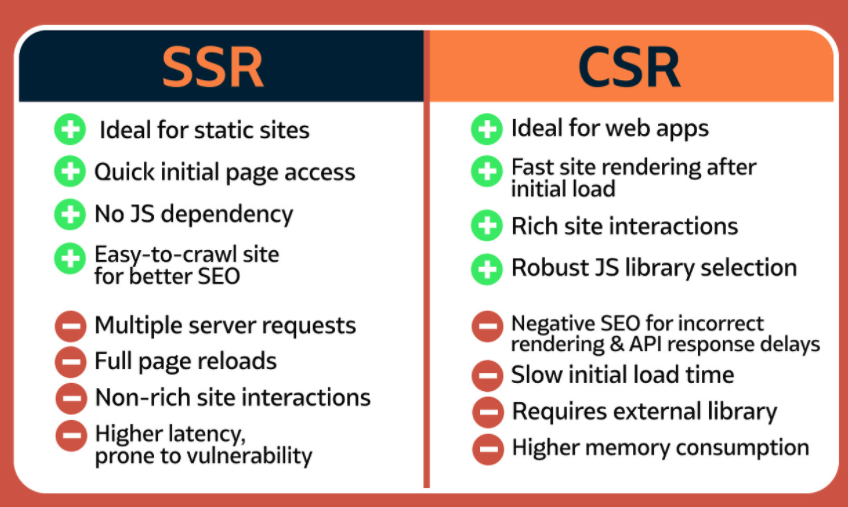 SSR
Ideal for static sites
Quick initial page access
No JS dependency
Easy-to-crawl site
for better SEO
Multiple server requests
Full page reloads
Non-rich site interactions
Higher latency,
prone to vulnerability
CSR
Ideal for web apps
Fast site rendering after
initial load
Rich site interactions
Robust JS library selection
Negative SEO for incorrect
rendering & API response delays
Slow initial load time
Requires external library
Higher memory consumption